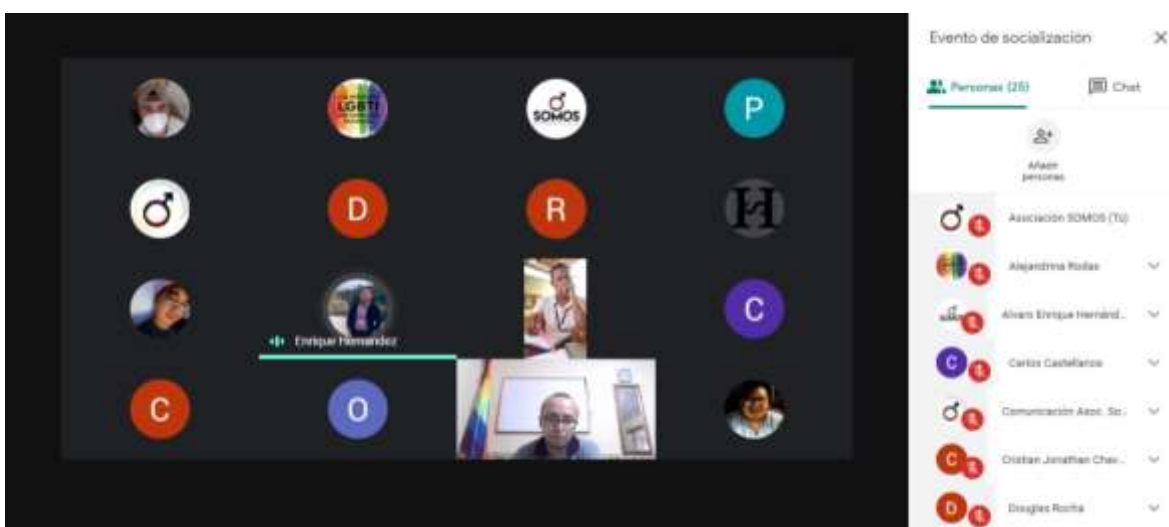 LGBTI
SOMOS
P
D
R
H
Enrique Hernandez
C
C
O
Evento de socialización
Personas (25)
Chat
Añadir
personas
Asociación SOMOS (Tú)
Alejandrina Rodas
Alvaro Enrique Hernánd...
C
Carlos Castellanos
Comunicación Asoc. So...
C
Cristian Jonathan Chav...
D
Douglas Rocha